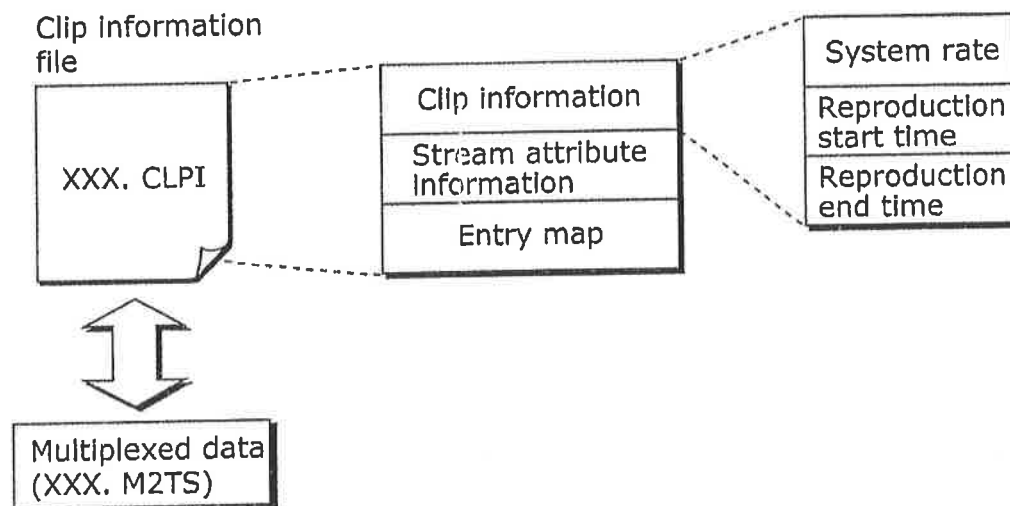 Clip information
file
XXX. CLPI
Clip information
Stream attribute
information
Entry map
System rate
Reproduction
start time
Reproduction
end time
Multiplexed data
(XXX. M2TS)